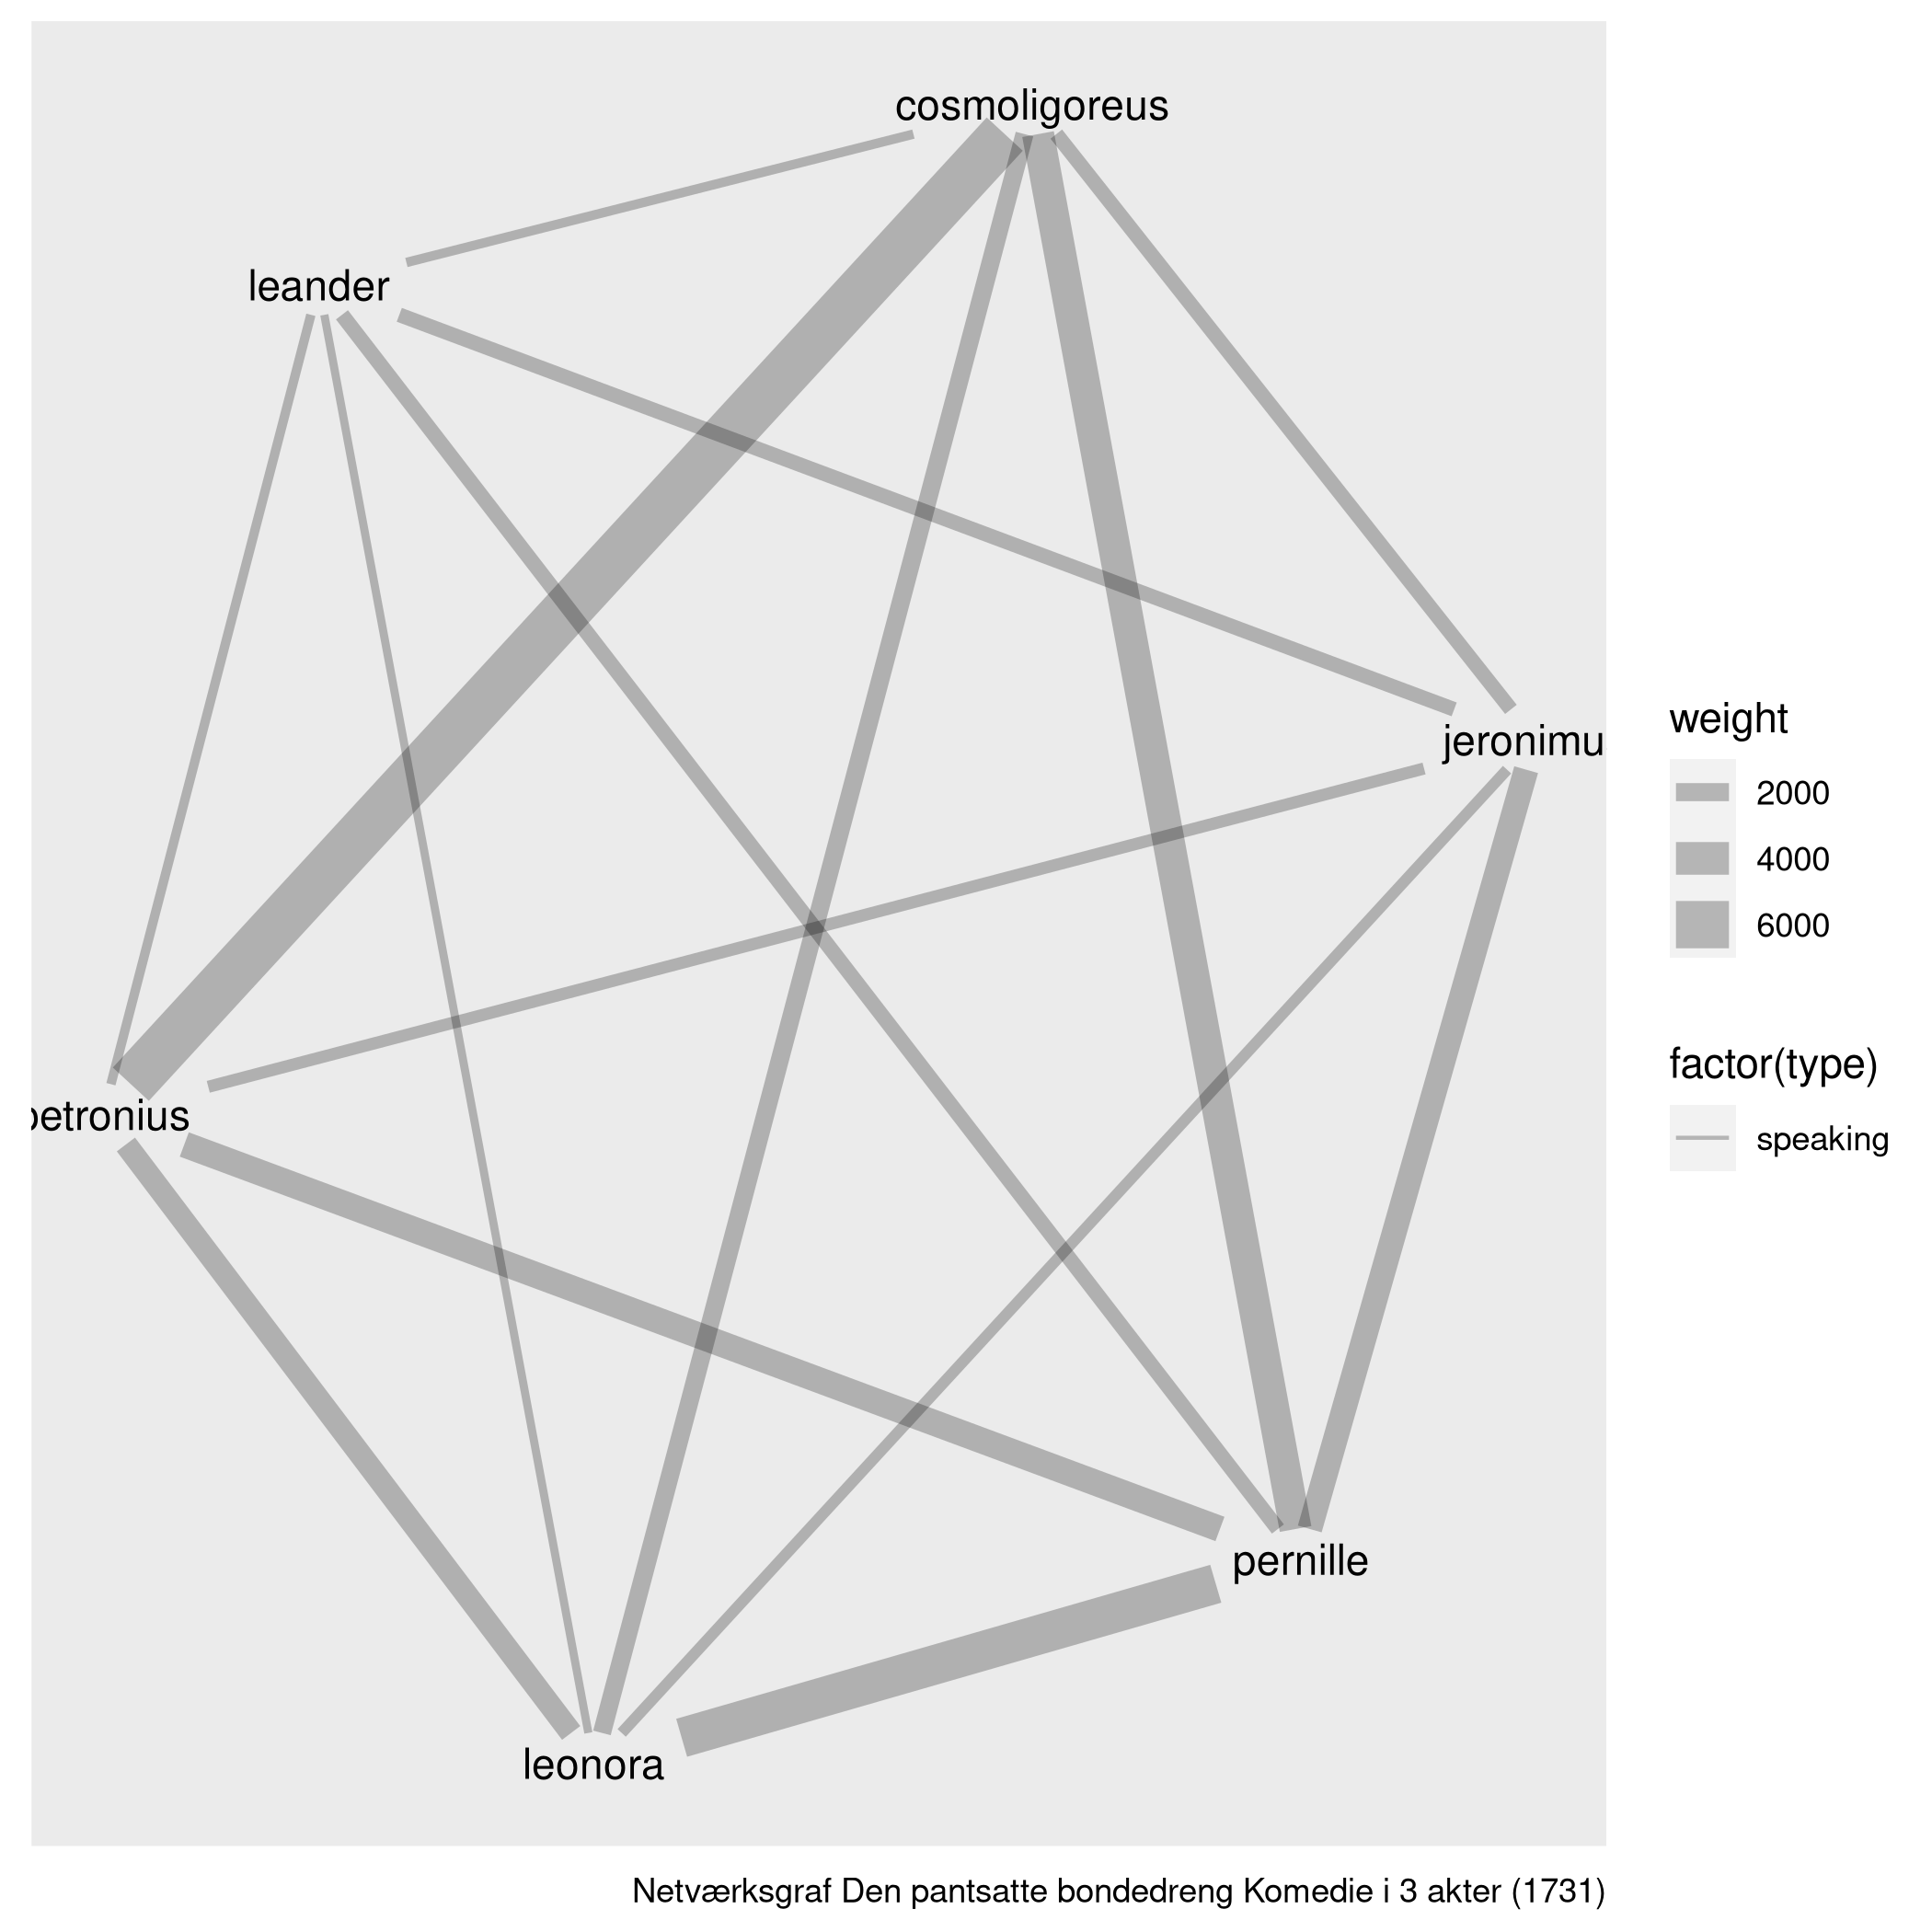 cosmoligoreus
leander
jeronimu
petronius
pernille
leonora
weight
2000
4000
6000
factor(type)
speaking
Netværksgraf Den pantsatte bondedreng Komedie i 3 akter (1731)